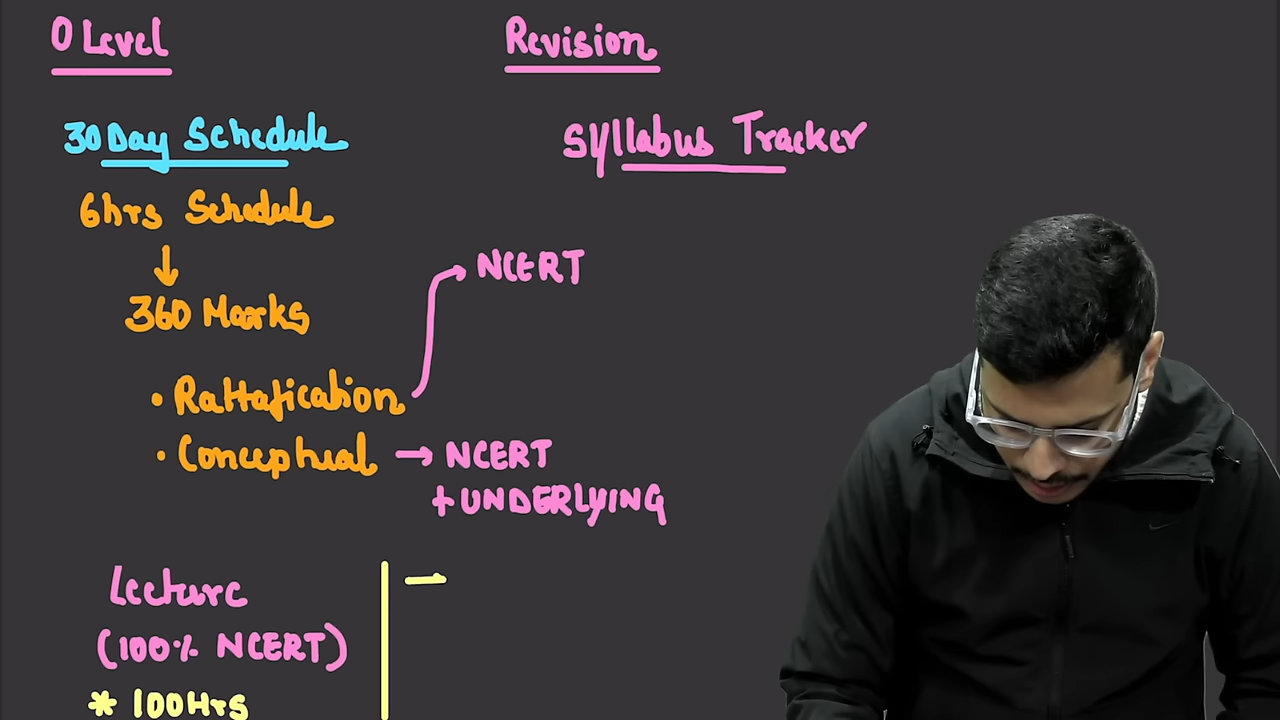 O Level
Revision
30 Day Schedule
Syllabus Tracker
6hrs Schedule
↓
360 Marks
→ NCERT
• Rattafication
• Conceptual → NCERT
+ UNDERLYING
Lecture
(100% NCERT)
* 100Hrs